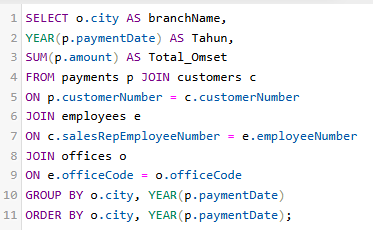 1 SELECT o.city AS branchName,
2 YEAR(p.paymentDate) AS Tahun,
3 SUM(p.amount) AS Total_Omset
4 FROM payments p JOIN customers c
5 ON p.customerNumber = c.customerNumber
6 JOIN employees e
7 ON c.salesRepEmployeeNumber = e.employeeNumber
8 JOIN offices o
9 ON e.officeCode = o.officeCode
10 GROUP BY o.city, YEAR(p.paymentDate)
11 ORDER BY o.city, YEAR(p.paymentDate);